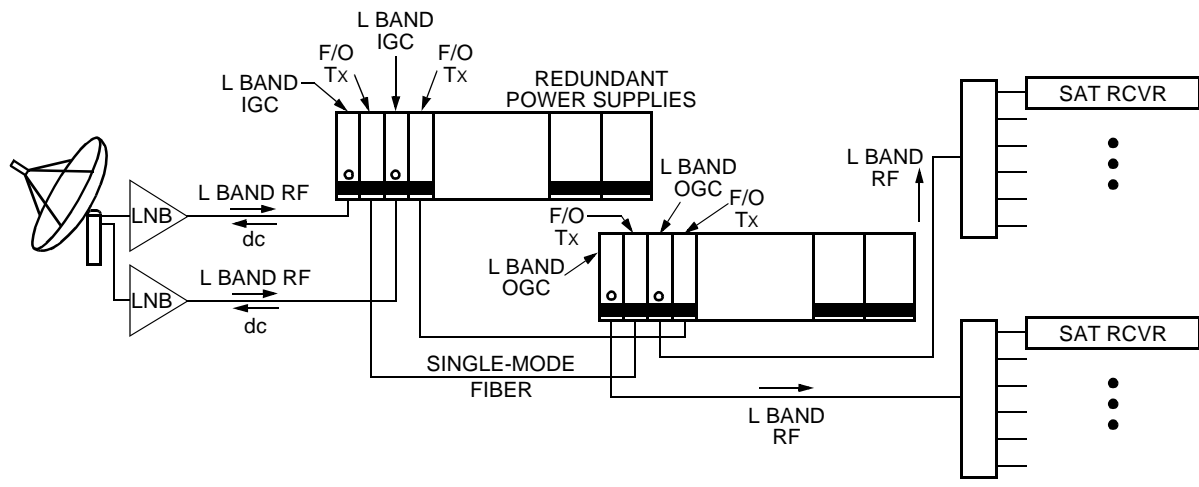 L BAND
IGC
F/O
TX
F/O
TX
L BAND
IGC
REDUNDANT
POWER SUPPLIES
SAT RCVR
L BAND
RF
L BAND
OGC
F/O
TX
F/O
TX
L BAND
OGC
LNB
L BAND RF
dc
LNB
L BAND RF
dc
SINGLE-MODE
FIBER
L BAND
RF
SAT RCVR